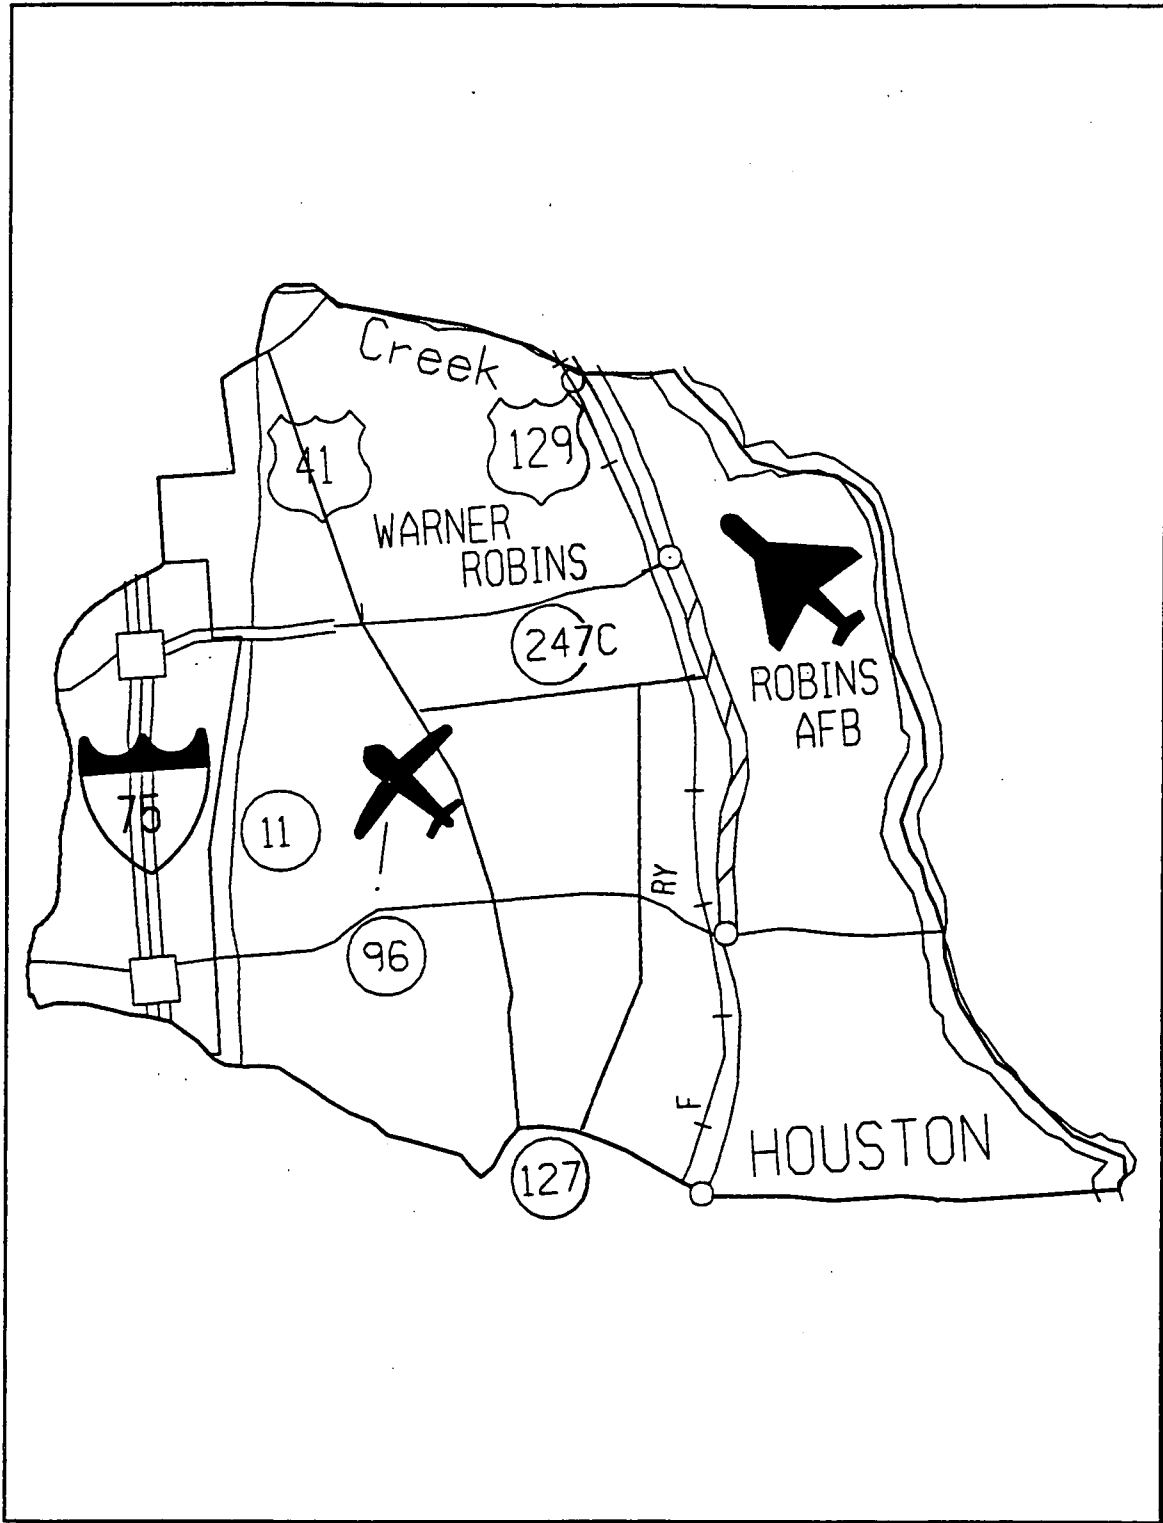 Creek
41
129
WARNER
ROBINS
247C
ROBINS
AFB
75
11
RY
96
F
HOUSTON
127